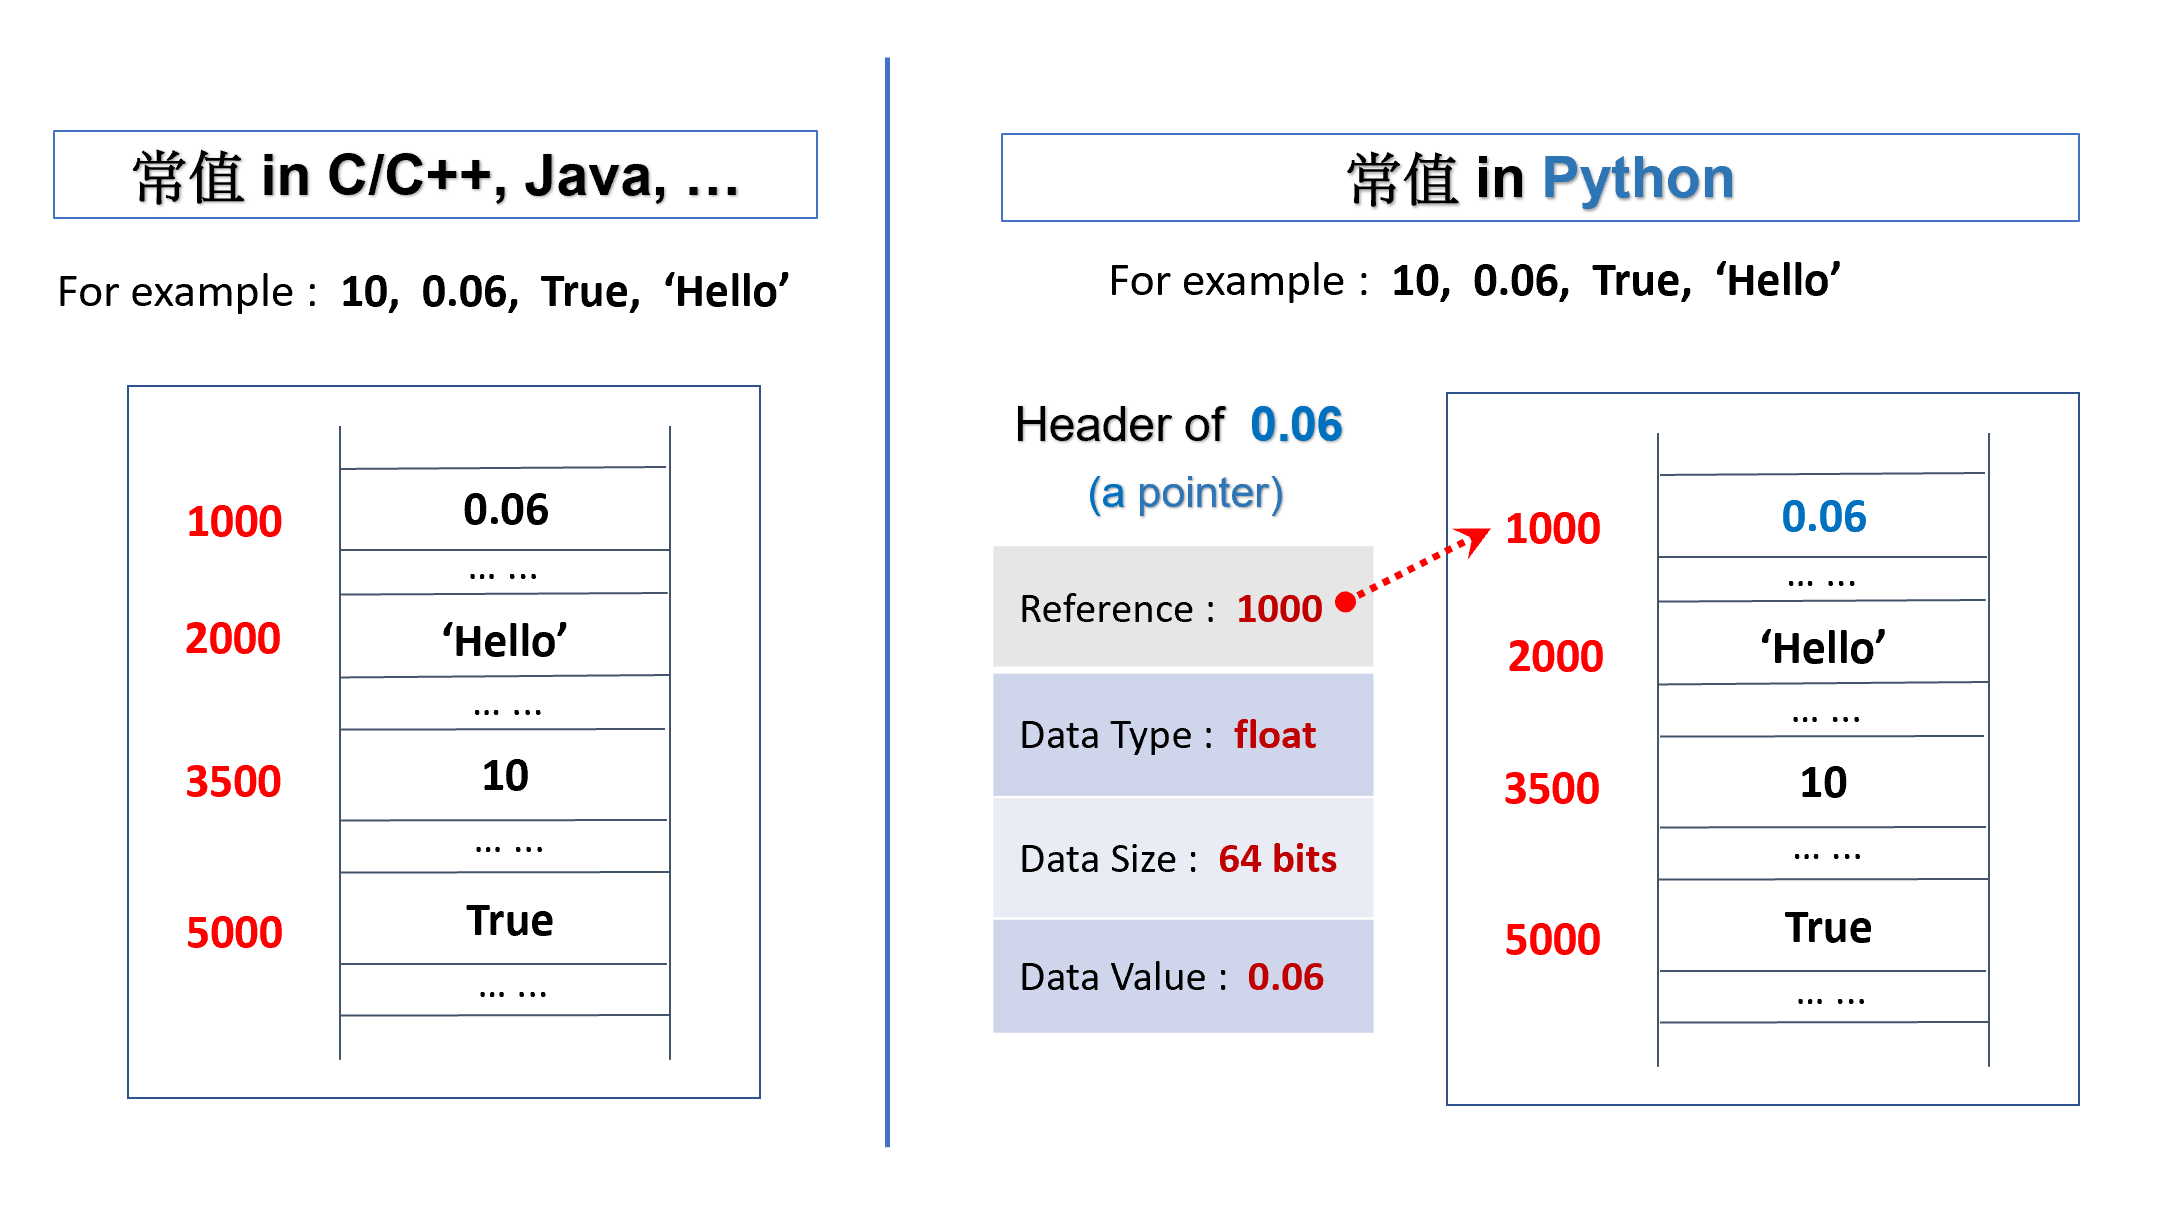 常值 in C/C++, Java, …
For example : 10, 0.06, True, ‘Hello’
1000 0.06
... ...
2000 ‘Hello’
... ...
3500 10
... ...
5000 True
... ...
常值 in Python
For example : 10, 0.06, True, ‘Hello’
Header of 0.06
(a pointer)
Reference : 1000
Data Type : float
Data Size : 64 bits
Data Value : 0.06
1000 0.06
... ...
2000 ‘Hello’
... ...
3500 10
... ...
5000 True
... ...